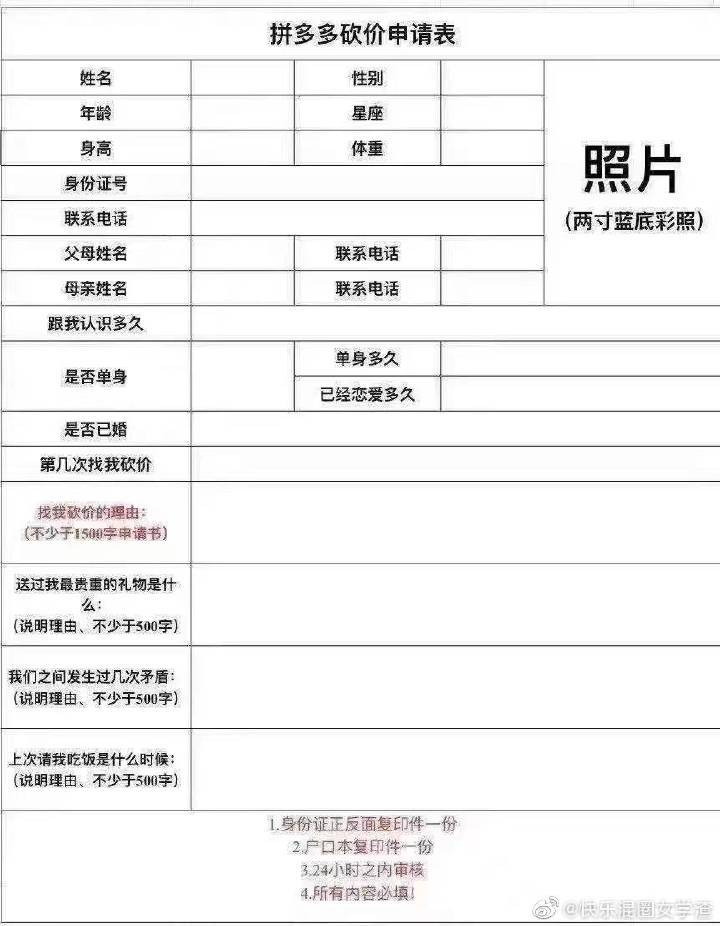 拼多多砍价申请表
姓名 性别
年龄 星座
身高 体重
照片
（两寸蓝底彩照）
身份证号
联系电话
父母姓名 联系电话
母亲姓名 联系电话
跟我认识多久
是否单身
单身多久
已经恋爱多久
是否已婚
第几次找我砍价
找我砍价的理由：
（不少于1500字申请书）
送过我最贵重的礼物是什
么：
（说明理由、不少于500字）
我们之间发生过几次矛盾：
（说明理由、不少于500字）
上次请我吃饭是什么时候：
（说明理由、不少于500字）
1.身份证正反面复印件一份
2.户口本复印件一份
3.24小时之内审核
4.所有内容必填！
@快乐混圈女学渣